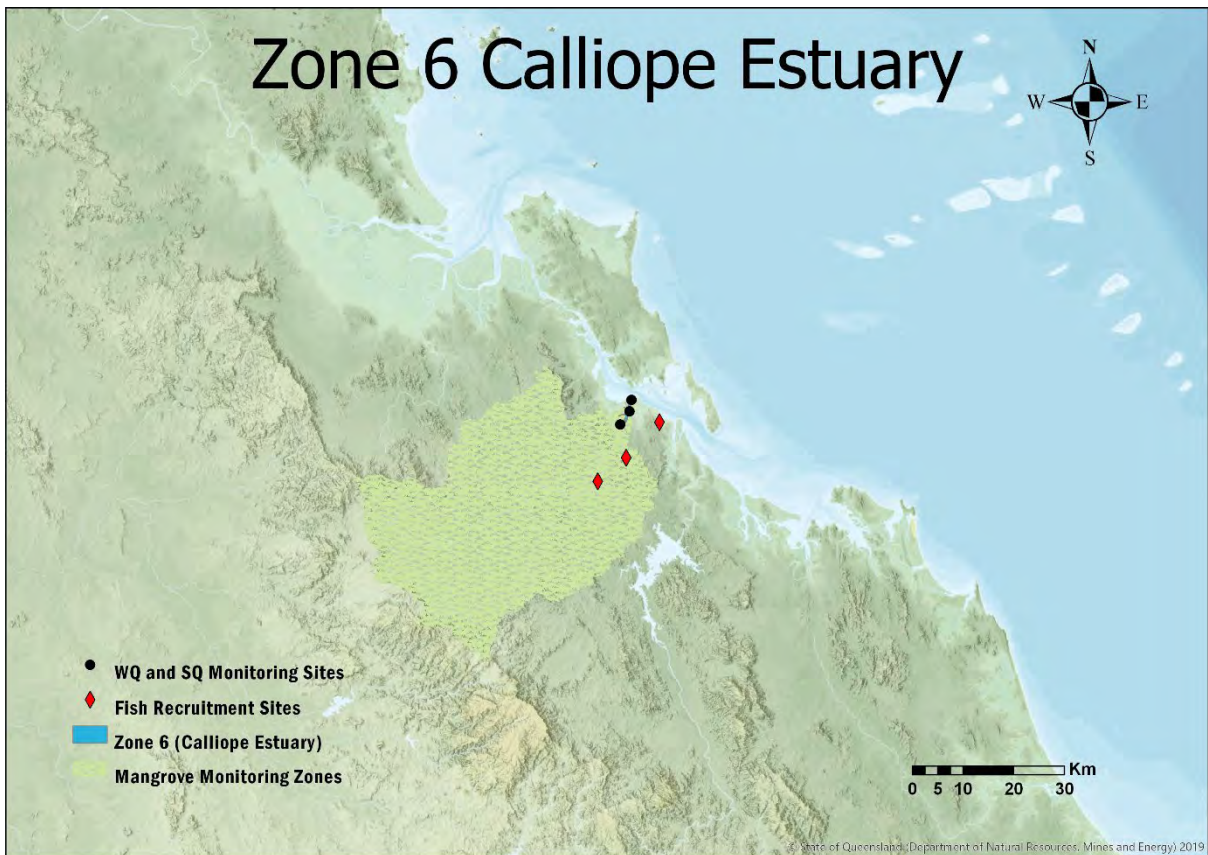 Zone 6 Calliope Estuary
N
W E
S
WQ and SQ Monitoring Sites
Fish Recruitment Sites
Zone 6 (Calliope Estuary)
Mangrove Monitoring Zones
Km
0 5 10 20 30
© State of Queensland (Department of Natural Resources, Mines and Energy) 2019